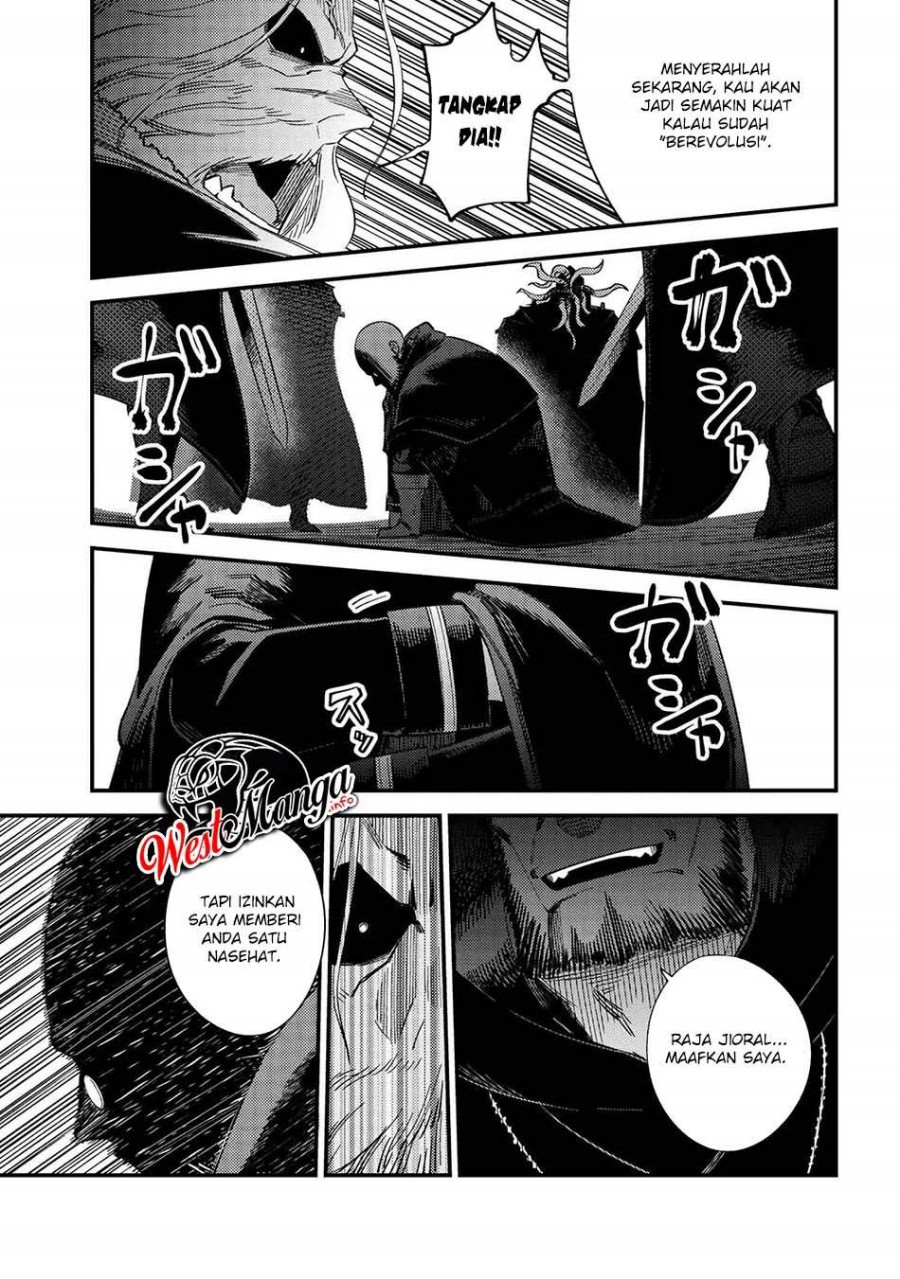 MENYERAHLAH
SEKARANG, KAU AKAN
JADI SEMAKIN KUAT
KALAU SUDAH
"BEREVOLUSI".
TANGKAP
DIA!!
ガシャ
ガシャ
ガシャ
スッ
RAJA JIORAL...
MAAFKAN SAYA.
TAPI IZINKAN
SAYA MEMBERI
ANDA SATU
NASEHAT.
WestManga
.info